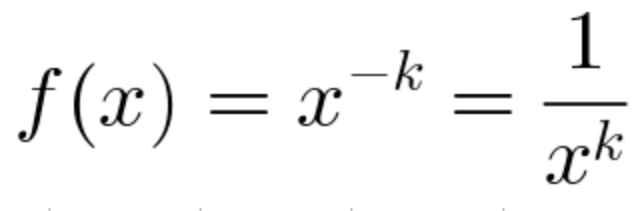 f(x) = x^{-k} = \frac{1}{x^k}